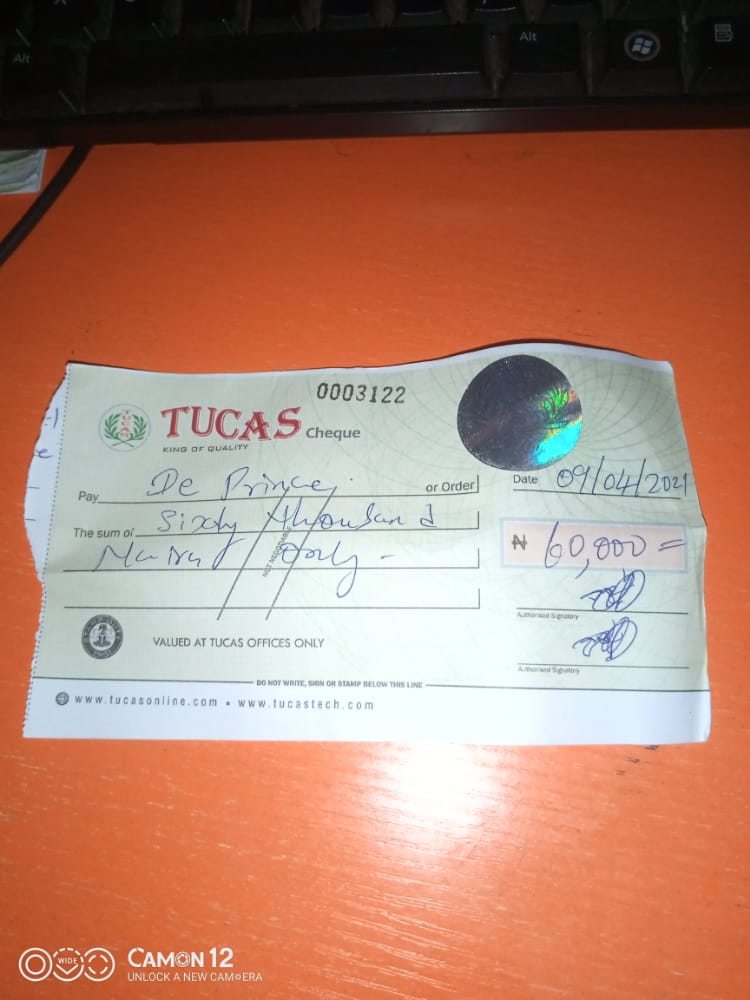 Alt
Alt
0003122
TUCAS Cheque
KING OF QUALITY
Pay De Prince or Order
Date 09/04/2021
The sum of Sixty thousand
Naira Only -
₦ 60,000 =
NOT NEGOTIABLE
Authorised Signatory
Authorised Signatory
VALUED AT TUCAS OFFICES ONLY
DO NOT WRITE, SIGN OR STAMP BELOW THIS LINE
www.tucasonline.com • www.tucastech.com
WIDE
CAMON 12
UNLOCK A NEW CAMERA